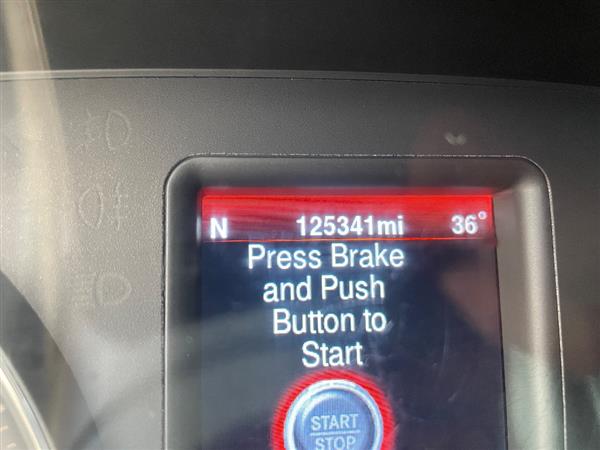 N 125341mi 36°
Press Brake
and Push
Button to
Start
START
STOP